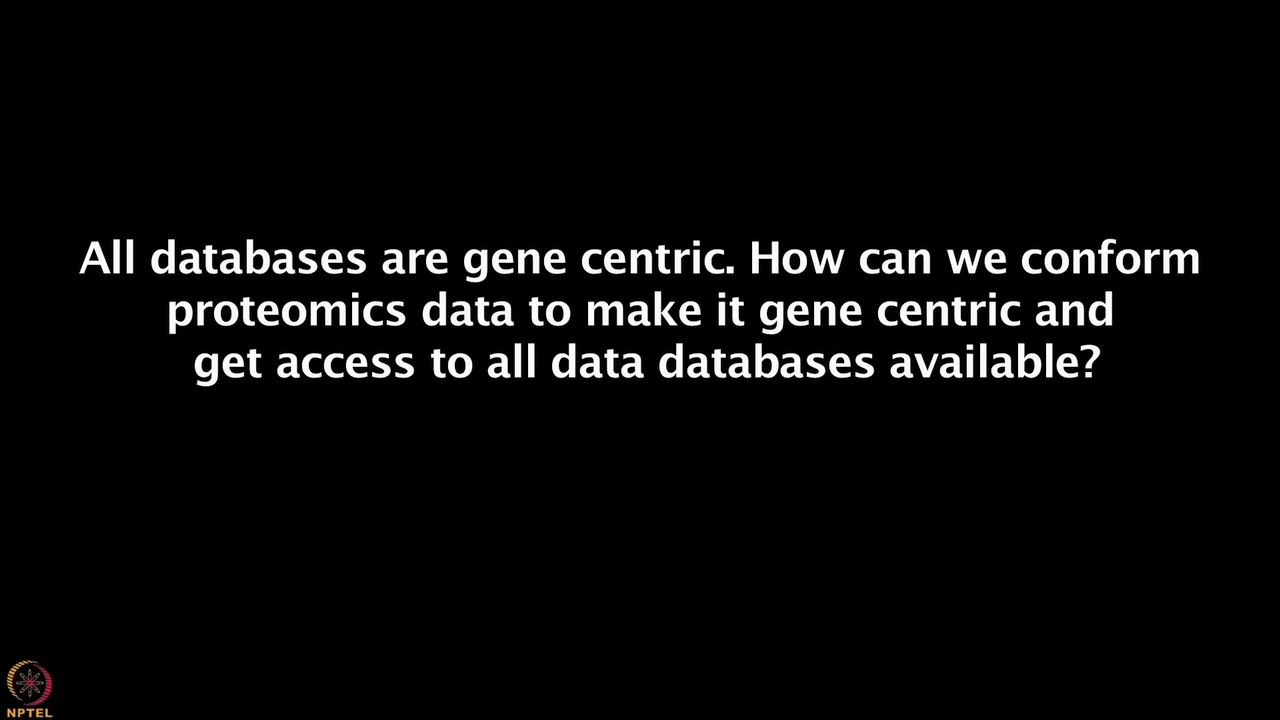 All databases are gene centric. How can we conform
proteomics data to make it gene centric and
get access to all data databases available?
NPTEL